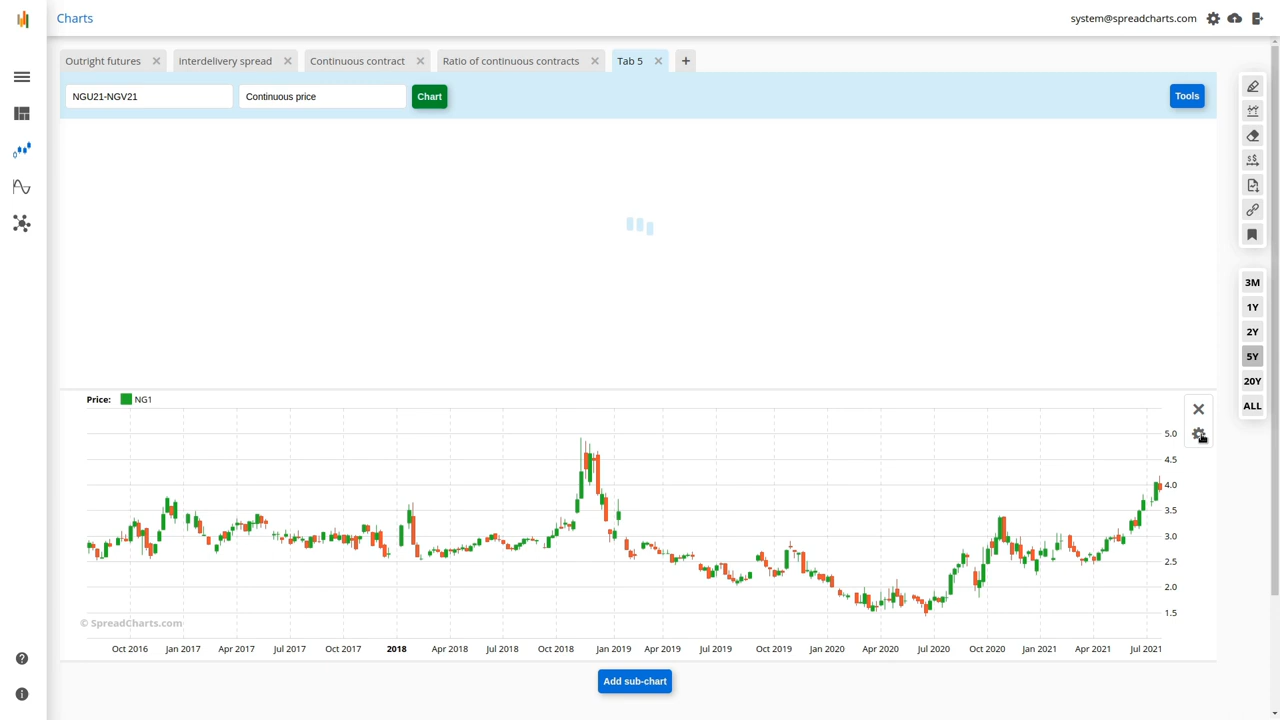 Charts
system@spreadcharts.com
Outright futures
Interdelivery spread
Continuous contract
Ratio of continuous contracts
Tab 5
+
NGU21-NGV21
Continuous price
Chart
Tools
3M
1Y
2Y
5Y
20Y
ALL
Price: NG1
5.0
4.5
4.0
3.5
3.0
2.5
2.0
1.5
© SpreadCharts.com
Oct 2016 Jan 2017 Apr 2017 Jul 2017 Oct 2017 2018 Apr 2018 Jul 2018 Oct 2018 Jan 2019 Apr 2019 Jul 2019 Oct 2019 Jan 2020 Apr 2020 Jul 2020 Oct 2020 Jan 2021 Apr 2021 Jul 2021
Add sub-chart